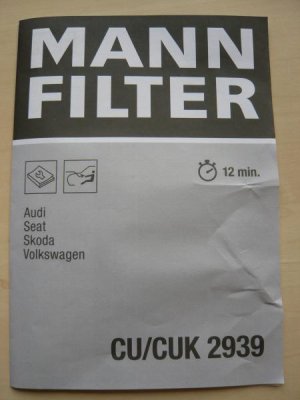 MANN
FILTER
12 min.
Audi
Seat
Skoda
Volkswagen
CU/CUK 2939